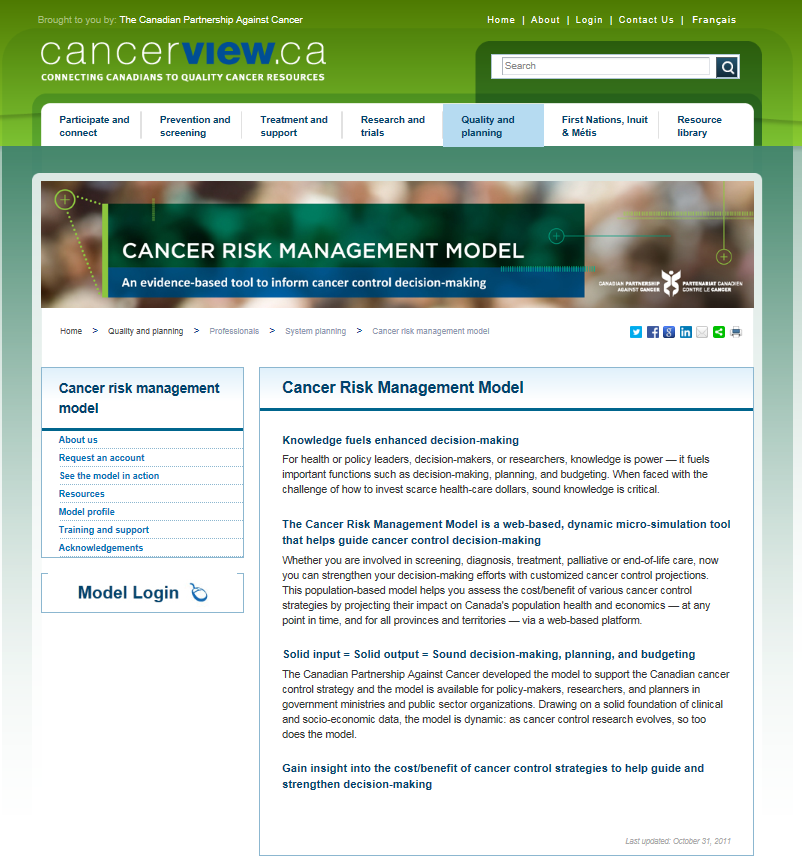 Brought to you by: The Canadian Partnership Against Cancer
Home | About | Login | Contact Us | Français
cancerview.ca
CONNECTING CANADIANS TO QUALITY CANCER RESOURCES
Search
Participate and connect
Prevention and screening
Treatment and support
Research and trials
Quality and planning
First Nations, Inuit & Métis
Resource library
CANCER RISK MANAGEMENT MODEL
An evidence-based tool to inform cancer control decision-making
CANADIAN PARTNERSHIP AGAINST CANCER
PARTENARIAT CANADIEN CONTRE LE CANCER
Home > Quality and planning > Professionals > System planning > Cancer risk management model
Cancer risk management
model
About us
Request an account
See the model in action
Resources
Model profile
Training and support
Acknowledgements
Model Login
Cancer Risk Management Model
Knowledge fuels enhanced decision-making
For health or policy leaders, decision-makers, or researchers, knowledge is power — it fuels
important functions such as decision-making, planning, and budgeting. When faced with the
challenge of how to invest scarce health-care dollars, sound knowledge is critical.
The Cancer Risk Management Model is a web-based, dynamic micro-simulation tool
that helps guide cancer control decision-making
Whether you are involved in screening, diagnosis, treatment, palliative or end-of-life care, now
you can strengthen your decision-making efforts with customized cancer control projections.
This population-based model helps you assess the cost/benefit of various cancer control
strategies by projecting their impact on Canada's population health and economics — at any
point in time, and for all provinces and territories — via a web-based platform.
Solid input = Solid output = Sound decision-making, planning, and budgeting
The Canadian Partnership Against Cancer developed the model to support the Canadian cancer
control strategy and the model is available for policy-makers, researchers, and planners in
government ministries and public sector organizations. Drawing on a solid foundation of clinical
and socio-economic data, the model is dynamic: as cancer control research evolves, so too
does the model.
Gain insight into the cost/benefit of cancer control strategies to help guide and
strengthen decision-making
Last updated: October 31, 2011